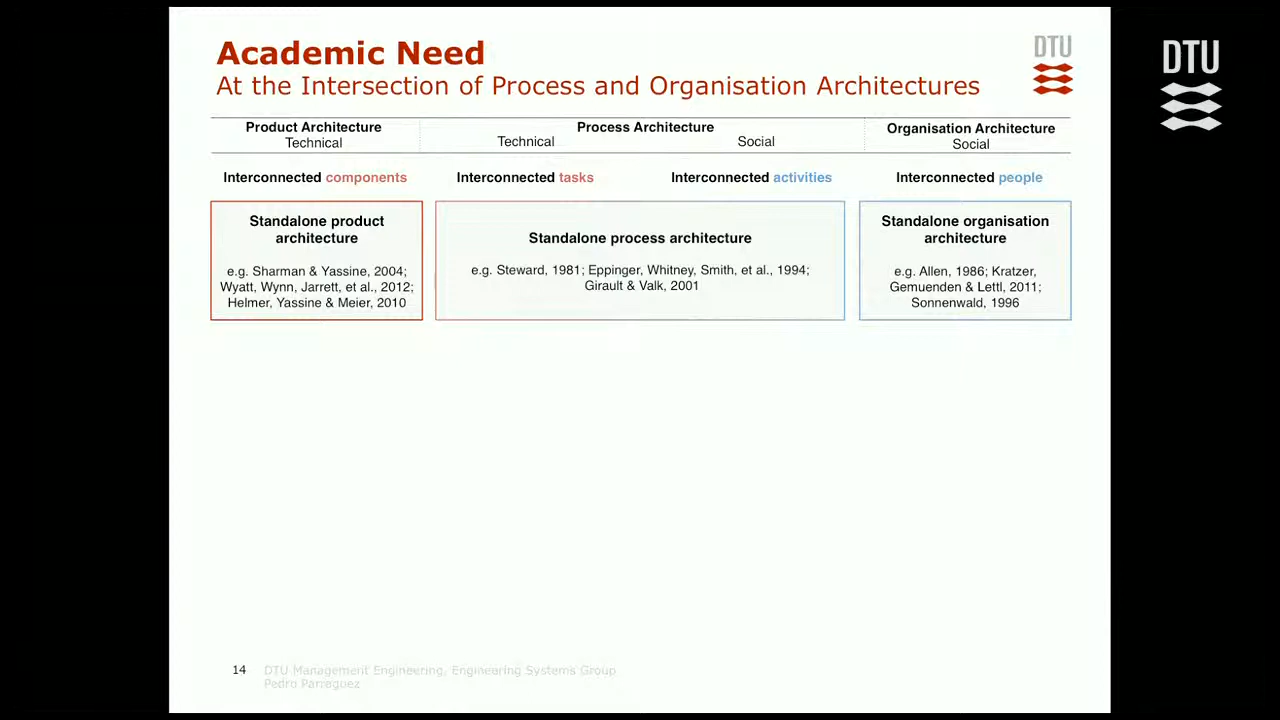 Academic Need
At the Intersection of Process and Organisation Architectures
DTU
DTU
Product Architecture
Technical
Process Architecture
Technical
Social
Organisation Architecture
Social
Interconnected components
Interconnected tasks
Interconnected activities
Interconnected people
Standalone product
architecture
e.g. Sharman & Yassine, 2004;
Wyatt, Wynn, Jarrett, et al., 2012;
Helmer, Yassine & Meier, 2010
Standalone process architecture
e.g. Steward, 1981; Eppinger, Whitney, Smith, et al., 1994;
Girault & Valk, 2001
Standalone organisation
architecture
e.g. Allen, 1986; Kratzer,
Gemuenden & Lettl, 2011;
Sonnenwald, 1996
14
DTU Management Engineering, Engineering Systems Group
Pedro Parraguez